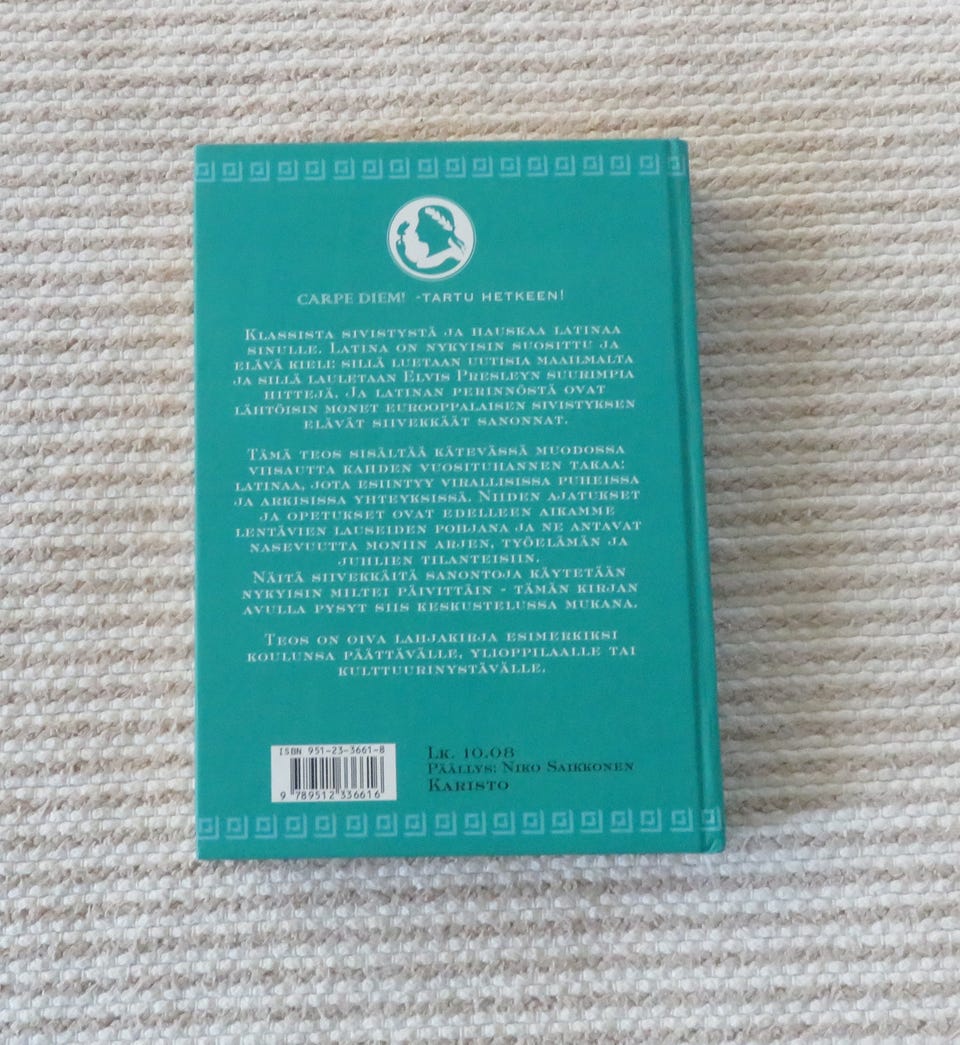 CARPE DIEM! -TARTU HETKEEN!
KLASSISTA SIVISTYSTÄ JA HAUSKAA LATINAA
SINULLE. LATINA ON NYKYISIN SUOSITTU JA
ELÄVÄ KIELE SILLÄ LUETAAN UUTISIA MAAILMALTA
JA SILLÄ LAULETAAN ELVIS PRESLEYN SUURIMPIA
HITTEJÄ. JA LATINAN PERINNÖSTÄ OVAT
LÄHTÖISIN MONET EUROOPPALAISEN SIVISTYKSEN
ELÄVÄT SIIVEKKÄÄT SANONNAT.
TÄMÄ TEOS SISÄLTÄÄ KÄTEVÄSSÄ MUODOSSA
VIISAUTTA KAHDEN VUOSITUHANNEN TAKAA:
LATINAA, JOTA ESIINTYY VIRALLISISSA PUHEISSA
JA ARKISISSA YHTEYKSISSÄ. NIIDEN AJATUKSET
JA OPETUKSET OVAT EDELLEEN AIKAMME
LENTÄVIEN LAUSEIDEN POHJANA JA NE ANTAVAT
NASEVUUTTA MONIIN ARJEN, TYÖELÄMÄN JA
JUHLIEN TILANTEISIIN.
NÄITÄ SIIVEKKÄITÄ SANONTOJA KÄYTETÄÄN
NYKYISIN MILTEI PÄIVITTÄIN - TÄMÄN KIRJAN
AVULLA PYSYT SIIS KESKUSTELUSSA MUKANA.
TEOS ON OIVA LAHJAKIRJA ESIMERKIKSI
KOULUNSA PÄÄTTÄVÄLLE, YLIOPPILAALLE TAI
KULTTUURINYSTÄVÄLLE.
ISBN 951-23-3661-8
9 789512 336616
LK. 10.08
PÄÄLLYS: NIKO SAIKKONEN
KARISTO